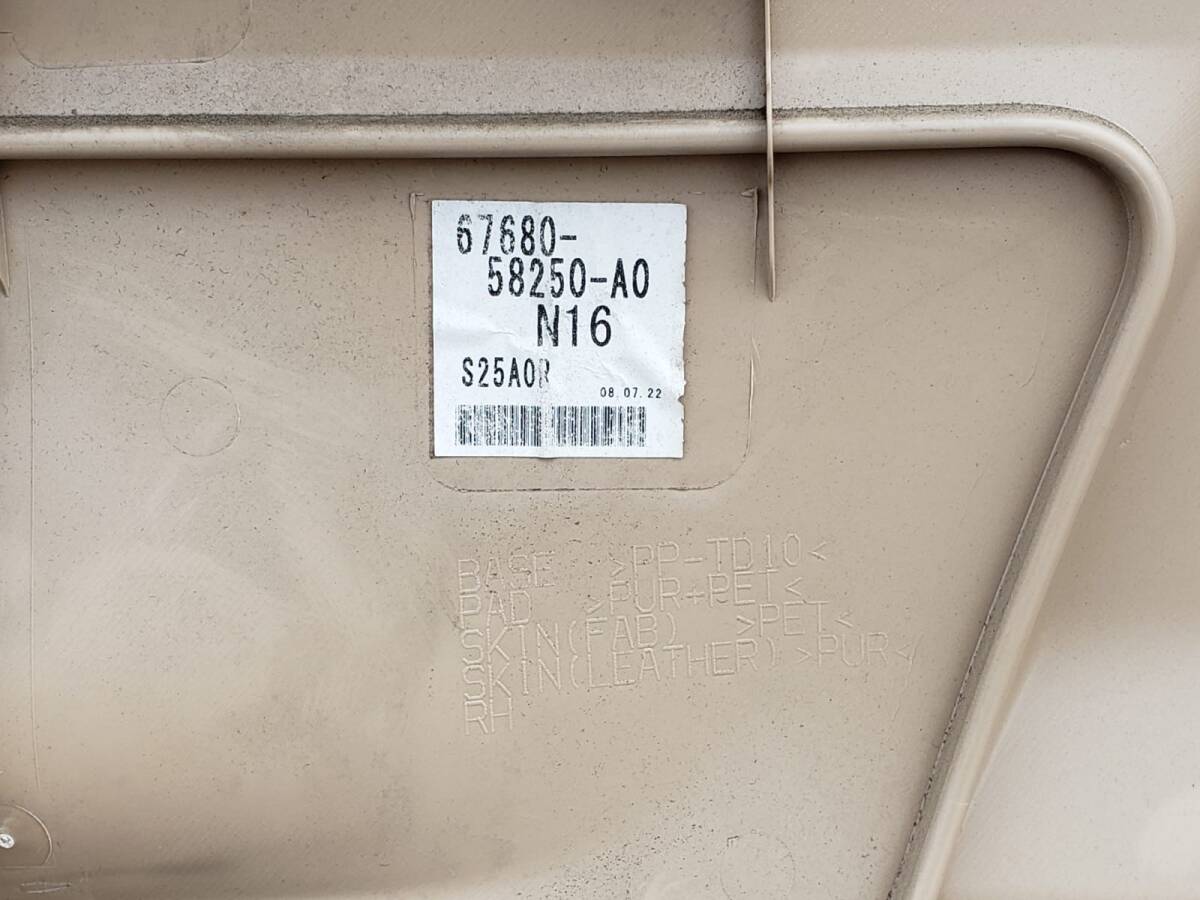 67680-
58250-A0
N16
S25A0R
08.07.22
BASE >PP-TD10<
PAD >PUR+PET<
SKIN(FAB) >PET<
SKIN(LEATHER) >PUR<
RH